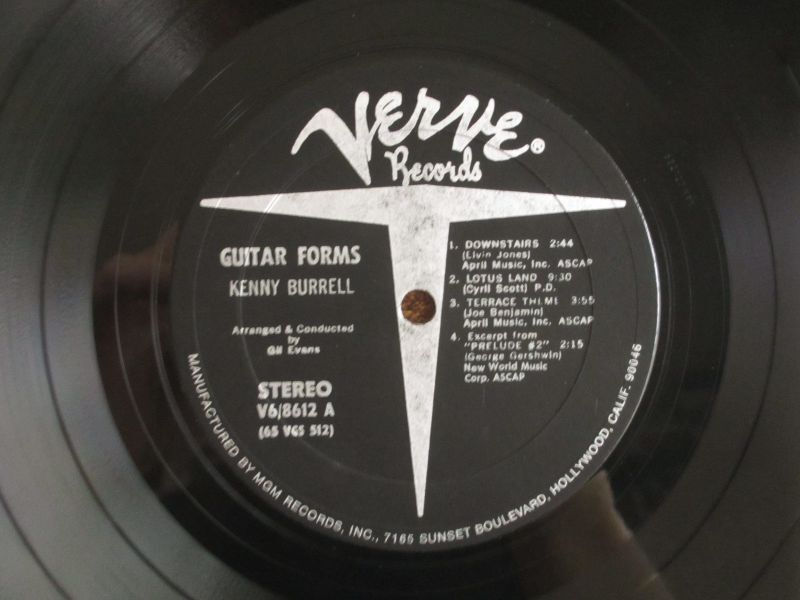 Verve®
Records
GUITAR FORMS
KENNY BURRELL
Arranged & Conducted
by
Gil Evans
STEREO
V6/8612 A
(65 VGS 512)
1. DOWNSTAIRS 2:44
(Elvin Jones)
April Music, Inc. ASCAP
2. LOTUS LAND 9:30
(Cyril Scott) P.D.
3. TERRACE THEME 3:55
(Joe Benjamin)
April Music, Inc. ASCAP
4. Excerpt from
"PRELUDE #2" 2:15
(George Gershwin)
New World Music
Corp. ASCAP
MANUFACTURED BY MGM RECORDS, INC., 7165 SUNSET BOULEVARD, HOLLYWOOD, CALIF. 90046